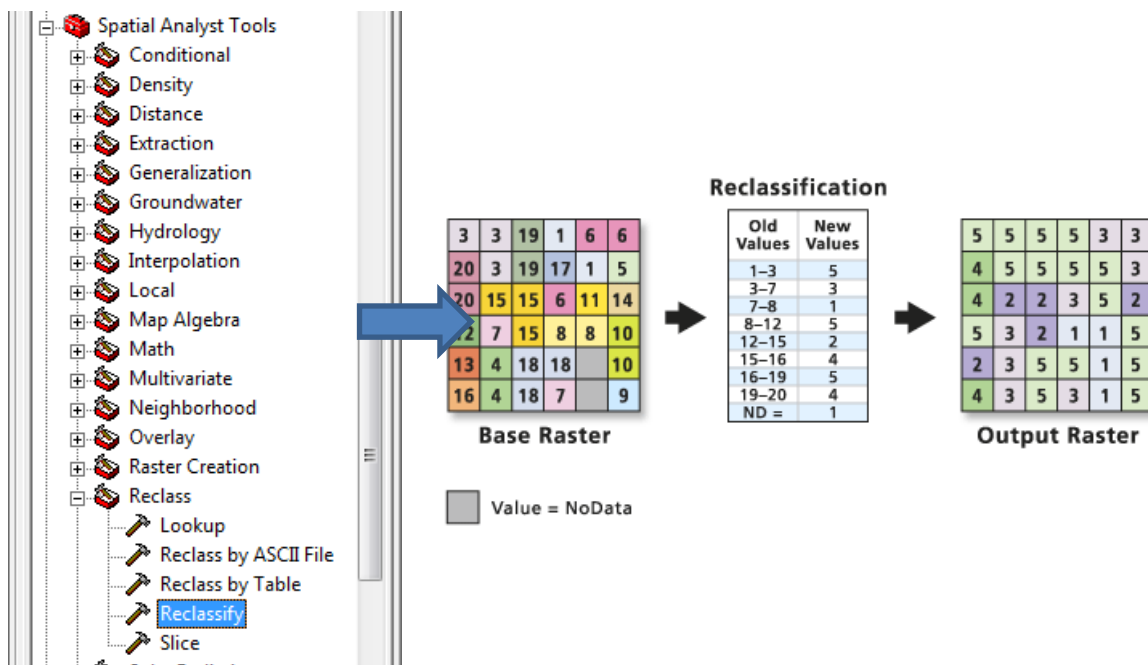 Spatial Analyst Tools
Conditional
Density
Distance
Extraction
Generalization
Groundwater
Hydrology
Interpolation
Local
Map Algebra
Math
Multivariate
Neighborhood
Overlay
Raster Creation
Reclass
Lookup
Reclass by ASCII File
Reclass by Table
Reclassify
Slice
3 3 19 1 6 6
20 3 19 17 1 5
20 15 15 6 11 14
2 7 15 8 8 10
13 4 18 18 10
16 4 18 7 9
Base Raster
Value = NoData
Reclassification
Old Values New Values
1–3 5
3–7 3
7–8 1
8–12 5
12–15 2
15–16 4
16–19 5
19–20 4
ND = 1
5 5 5 5 3 3
4 5 5 5 5 3
4 2 2 3 5 2
5 3 2 1 1 5
2 3 5 5 1 5
4 3 5 3 1 5
Output Raster